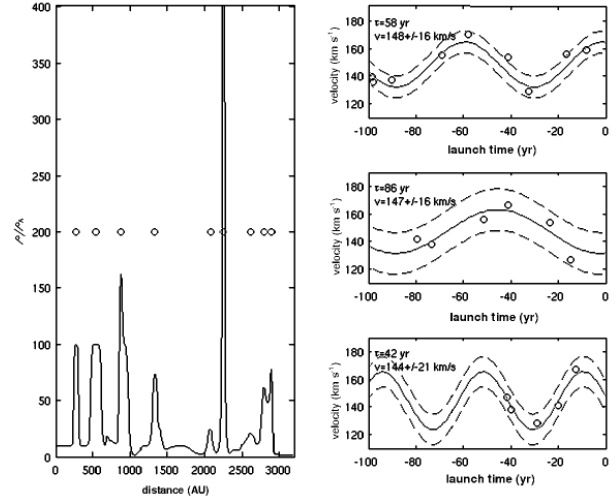 400
350
300
250
200
150
100
50
0
ρ/ρ
0 500 1000 1500 2000 2500 3000
distance (AU)
τ=58 yr
v=148+/-16 km/s
velocity (km s⁻¹)
180
160
140
120
-100 -80 -60 -40 -20 0
launch time (yr)
τ=86 yr
v=147+/-16 km/s
velocity (km s⁻¹)
180
160
140
120
-100 -80 -60 -40 -20 0
launch time (yr)
τ=42 yr
v=144+/-21 km/s
velocity (km s⁻¹)
180
160
140
120
-100 -80 -60 -40 -20 0
launch time (yr)